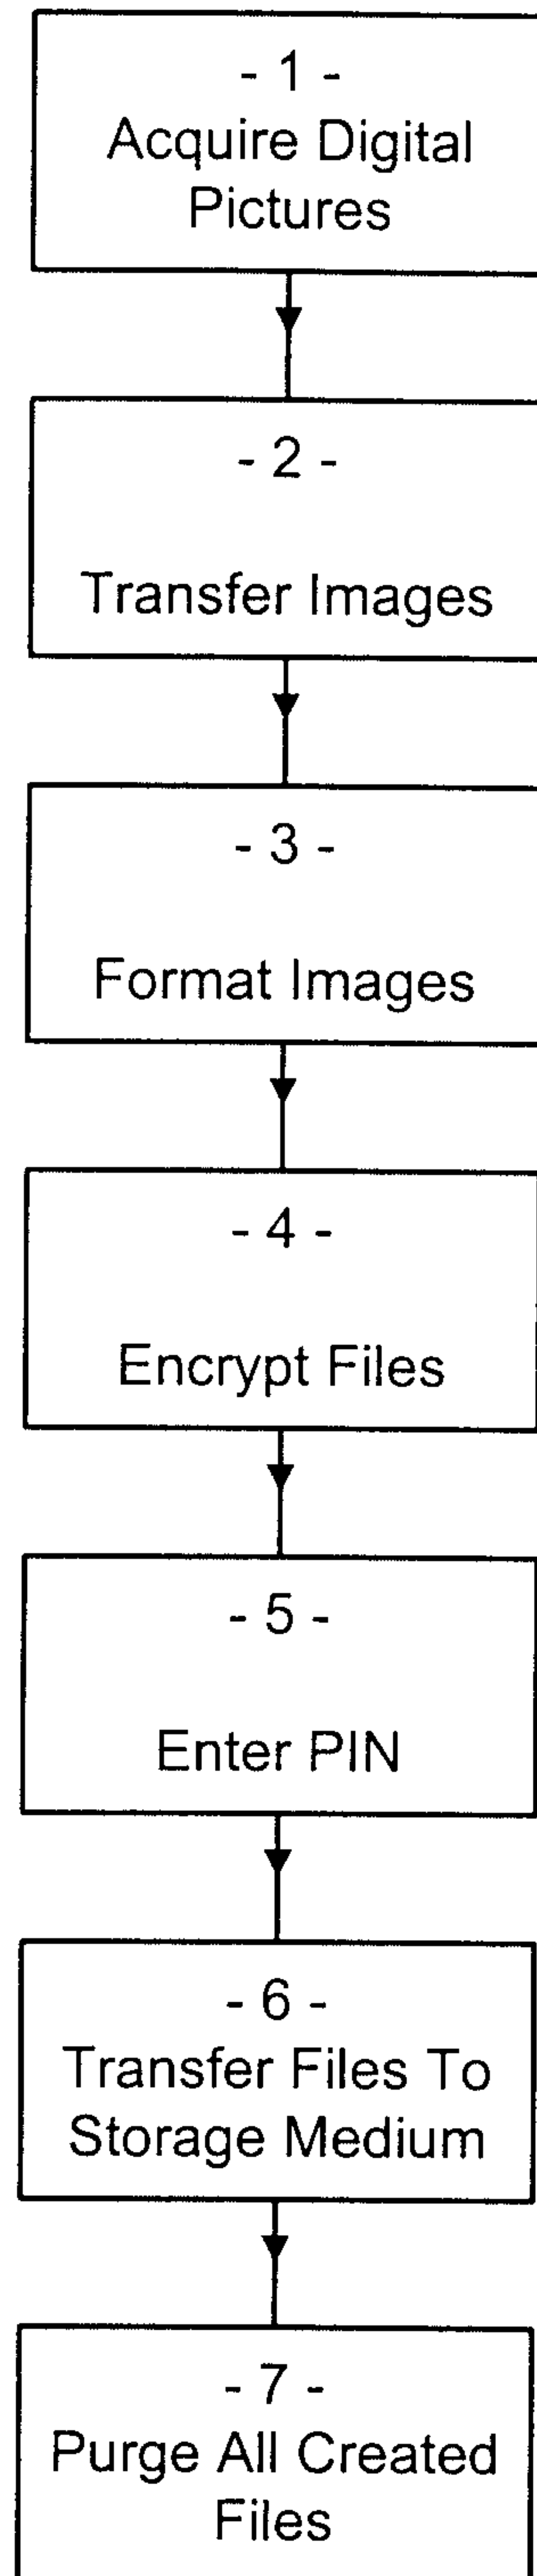 - 1 -
Acquire Digital
Pictures
- 2 -
Transfer Images
- 3 -
Format Images
- 4 -
Encrypt Files
- 5 -
Enter PIN
- 6 -
Transfer Files To
Storage Medium
- 7 -
Purge All Created
Files